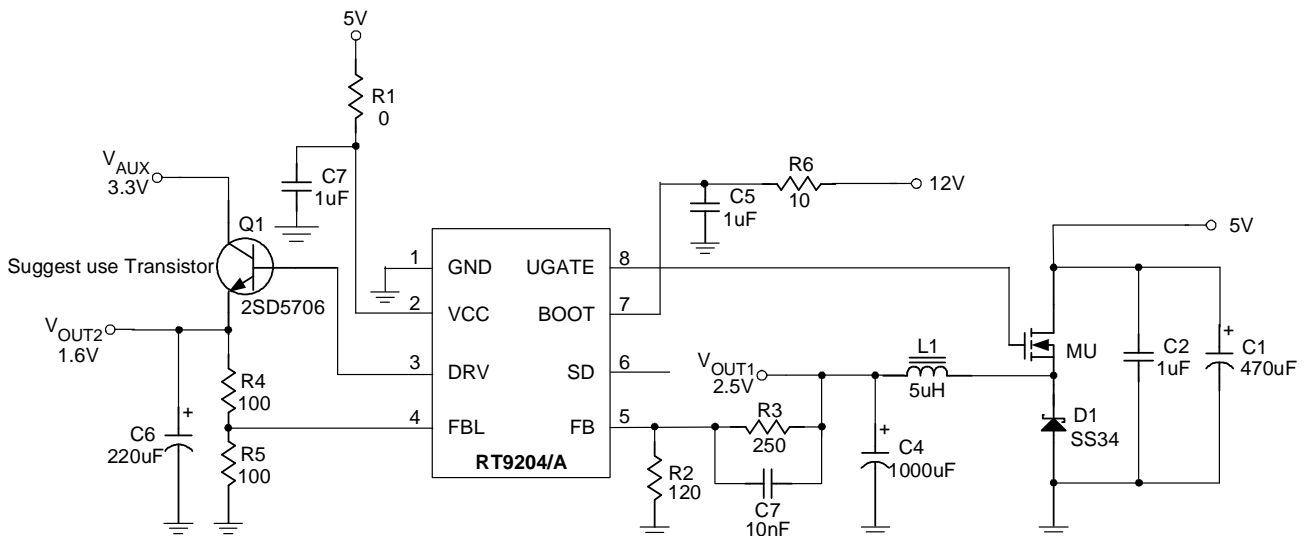 5V
R1
0
VAUX
3.3V
C7
1uF
Q1
Suggest use Transistor
2SD5706
VOUT2
1.6V
R4
100
C6
220uF
+
R5
100
1
GND
2
VCC
3
DRV
4
FBL
UGATE
8
BOOT
7
SD
6
FB
5
RT9204/A
C5
1uF
R6
10
12V
5V
MU
C2
1uF
+
C1
470uF
L1
5uH
VOUT1
2.5V
R3
250
C7
10nF
R2
120
+
C4
1000uF
D1
SS34